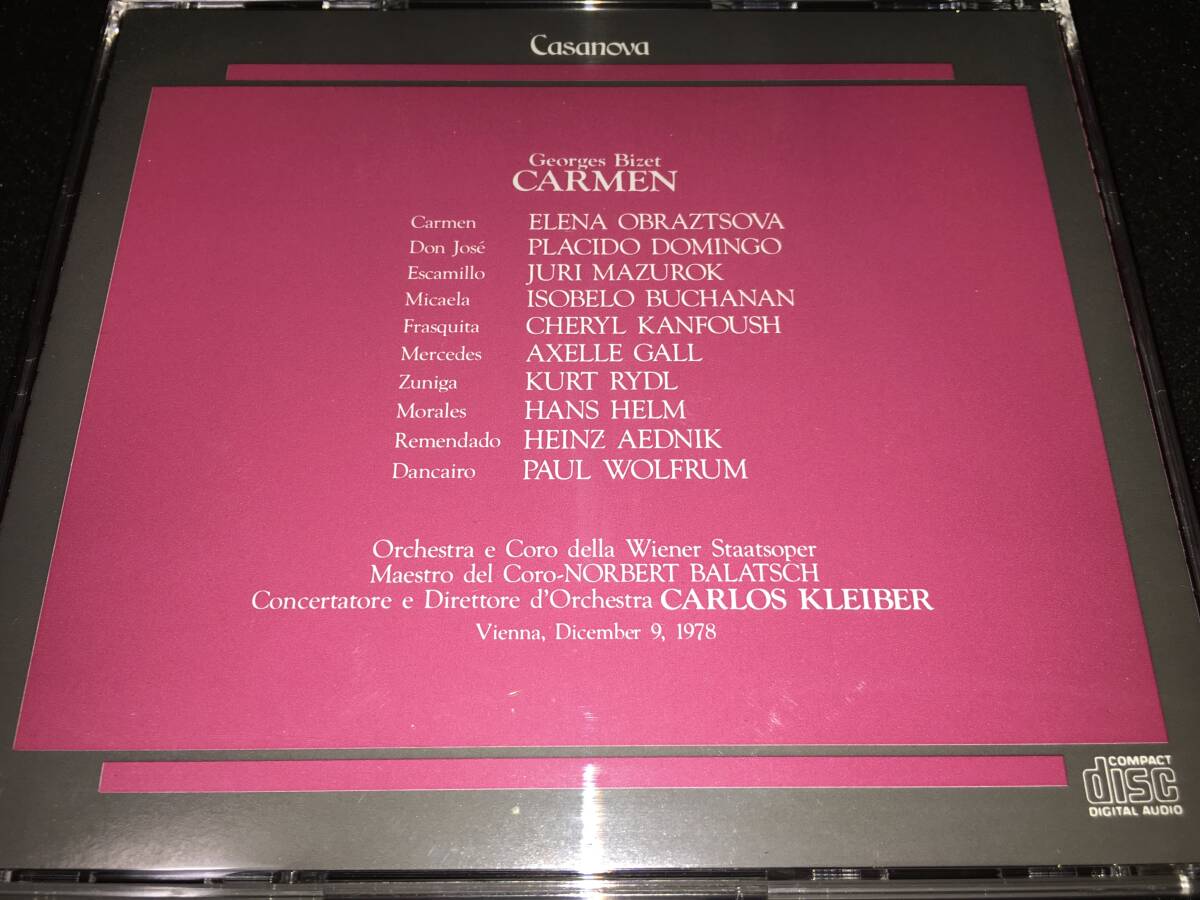 Casanova
Georges Bizet
CARMEN
Carmen ELENA OBRAZTSOVA
Don José PLACIDO DOMINGO
Escamillo JURI MAZUROK
Micaela ISOBELO BUCHANAN
Frasquita CHERYL KANFOUSH
Mercedes AXELLE GALL
Zuniga KURT RYDL
Morales HANS HELM
Remendado HEINZ AEDNIK
Dancairo PAUL WOLFRUM
Orchestra e Coro della Wiener Staatsoper
Maestro del Coro-NORBERT BALATSCH
Concertatore e Direttore d'Orchestra CARLOS KLEIBER
Vienna, Dicember 9, 1978
COMPACT
disc
DIGITAL AUDIO